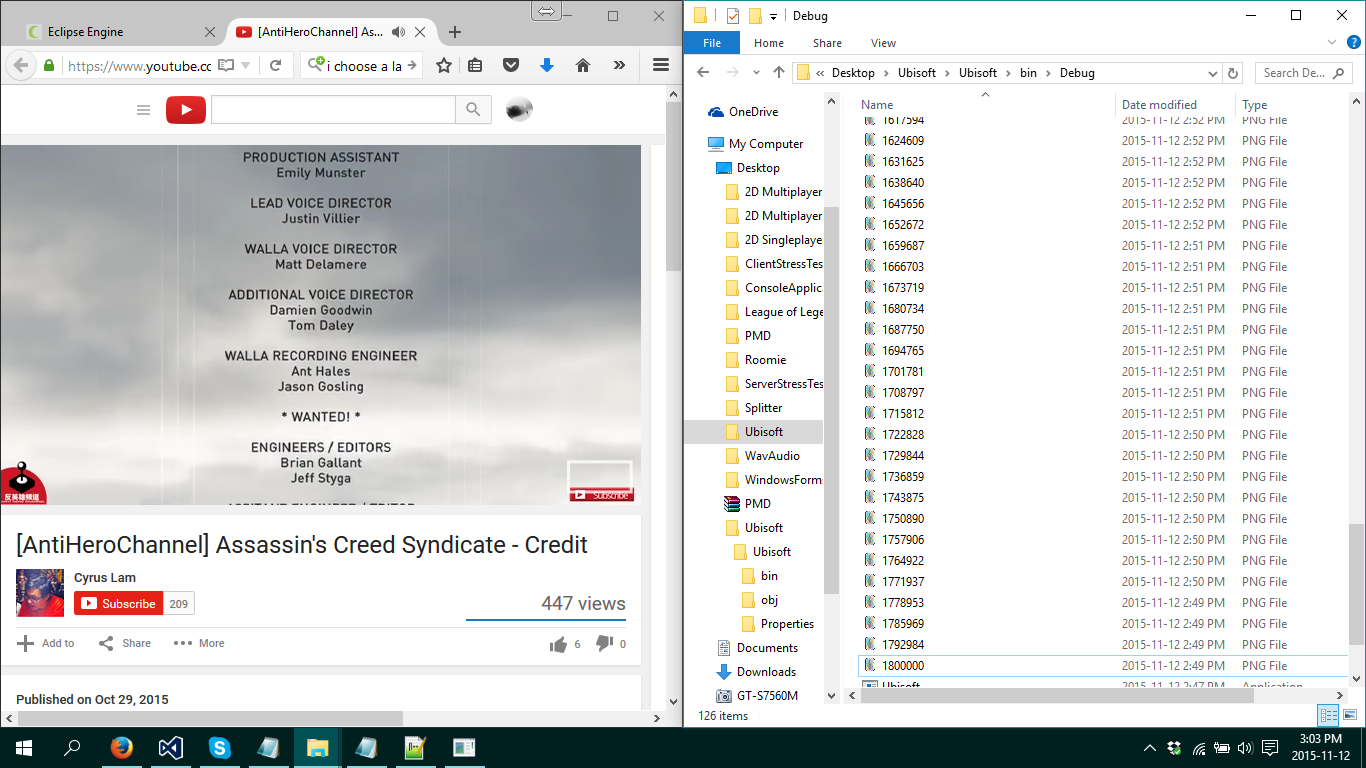 Eclipse Engine
[AntiHeroChannel] As...
https://www.youtube.co
i choose a la
PRODUCTION ASSISTANT
Emily Munster
LEAD VOICE DIRECTOR
Justin Villier
WALLA VOICE DIRECTOR
Matt Delamere
ADDITIONAL VOICE DIRECTOR
Damien Goodwin
Tom Daley
WALLA RECORDING ENGINEER
Ant Hales
Jason Gosling
* WANTED! *
ENGINEERS / EDITORS
Brian Gallant
Jeff Styga
反英雄頻道
Subscribe
[AntiHeroChannel] Assassin's Creed Syndicate - Credit
Cyrus Lam
Subscribe 209
447 views
Add to Share More 6 0
Published on Oct 29, 2015
Debug
File Home Share View
« Desktop Ubisoft Ubisoft bin Debug
Search De...
OneDrive
My Computer
Desktop
2D Multiplayer
2D Multiplayer
2D Singleplaye
ClientStressTes
ConsoleApplica
League of Lege
PMD
Roomie
ServerStressTes
Splitter
Ubisoft
WavAudio
WindowsForm
PMD
Ubisoft
Ubisoft
bin
obj
Properties
Documents
Downloads
GT-S7560M
Name Date modified Type
1617594 2015-11-12 2:52 PM PNG File
1624609 2015-11-12 2:52 PM PNG File
1631625 2015-11-12 2:52 PM PNG File
1638640 2015-11-12 2:52 PM PNG File
1645656 2015-11-12 2:52 PM PNG File
1652672 2015-11-12 2:52 PM PNG File
1659687 2015-11-12 2:51 PM PNG File
1666703 2015-11-12 2:51 PM PNG File
1673719 2015-11-12 2:51 PM PNG File
1680734 2015-11-12 2:51 PM PNG File
1687750 2015-11-12 2:51 PM PNG File
1694765 2015-11-12 2:51 PM PNG File
1701781 2015-11-12 2:51 PM PNG File
1708797 2015-11-12 2:51 PM PNG File
1715812 2015-11-12 2:51 PM PNG File
1722828 2015-11-12 2:50 PM PNG File
1729844 2015-11-12 2:50 PM PNG File
1736859 2015-11-12 2:50 PM PNG File
1743875 2015-11-12 2:50 PM PNG File
1750890 2015-11-12 2:50 PM PNG File
1757906 2015-11-12 2:50 PM PNG File
1764922 2015-11-12 2:50 PM PNG File
1771937 2015-11-12 2:50 PM PNG File
1778953 2015-11-12 2:49 PM PNG File
1785969 2015-11-12 2:49 PM PNG File
1792984 2015-11-12 2:49 PM PNG File
1800000 2015-11-12 2:49 PM PNG File
Ubisoft 2015-11-12 2:47 PM Application
126 items
3:03 PM
2015-11-12